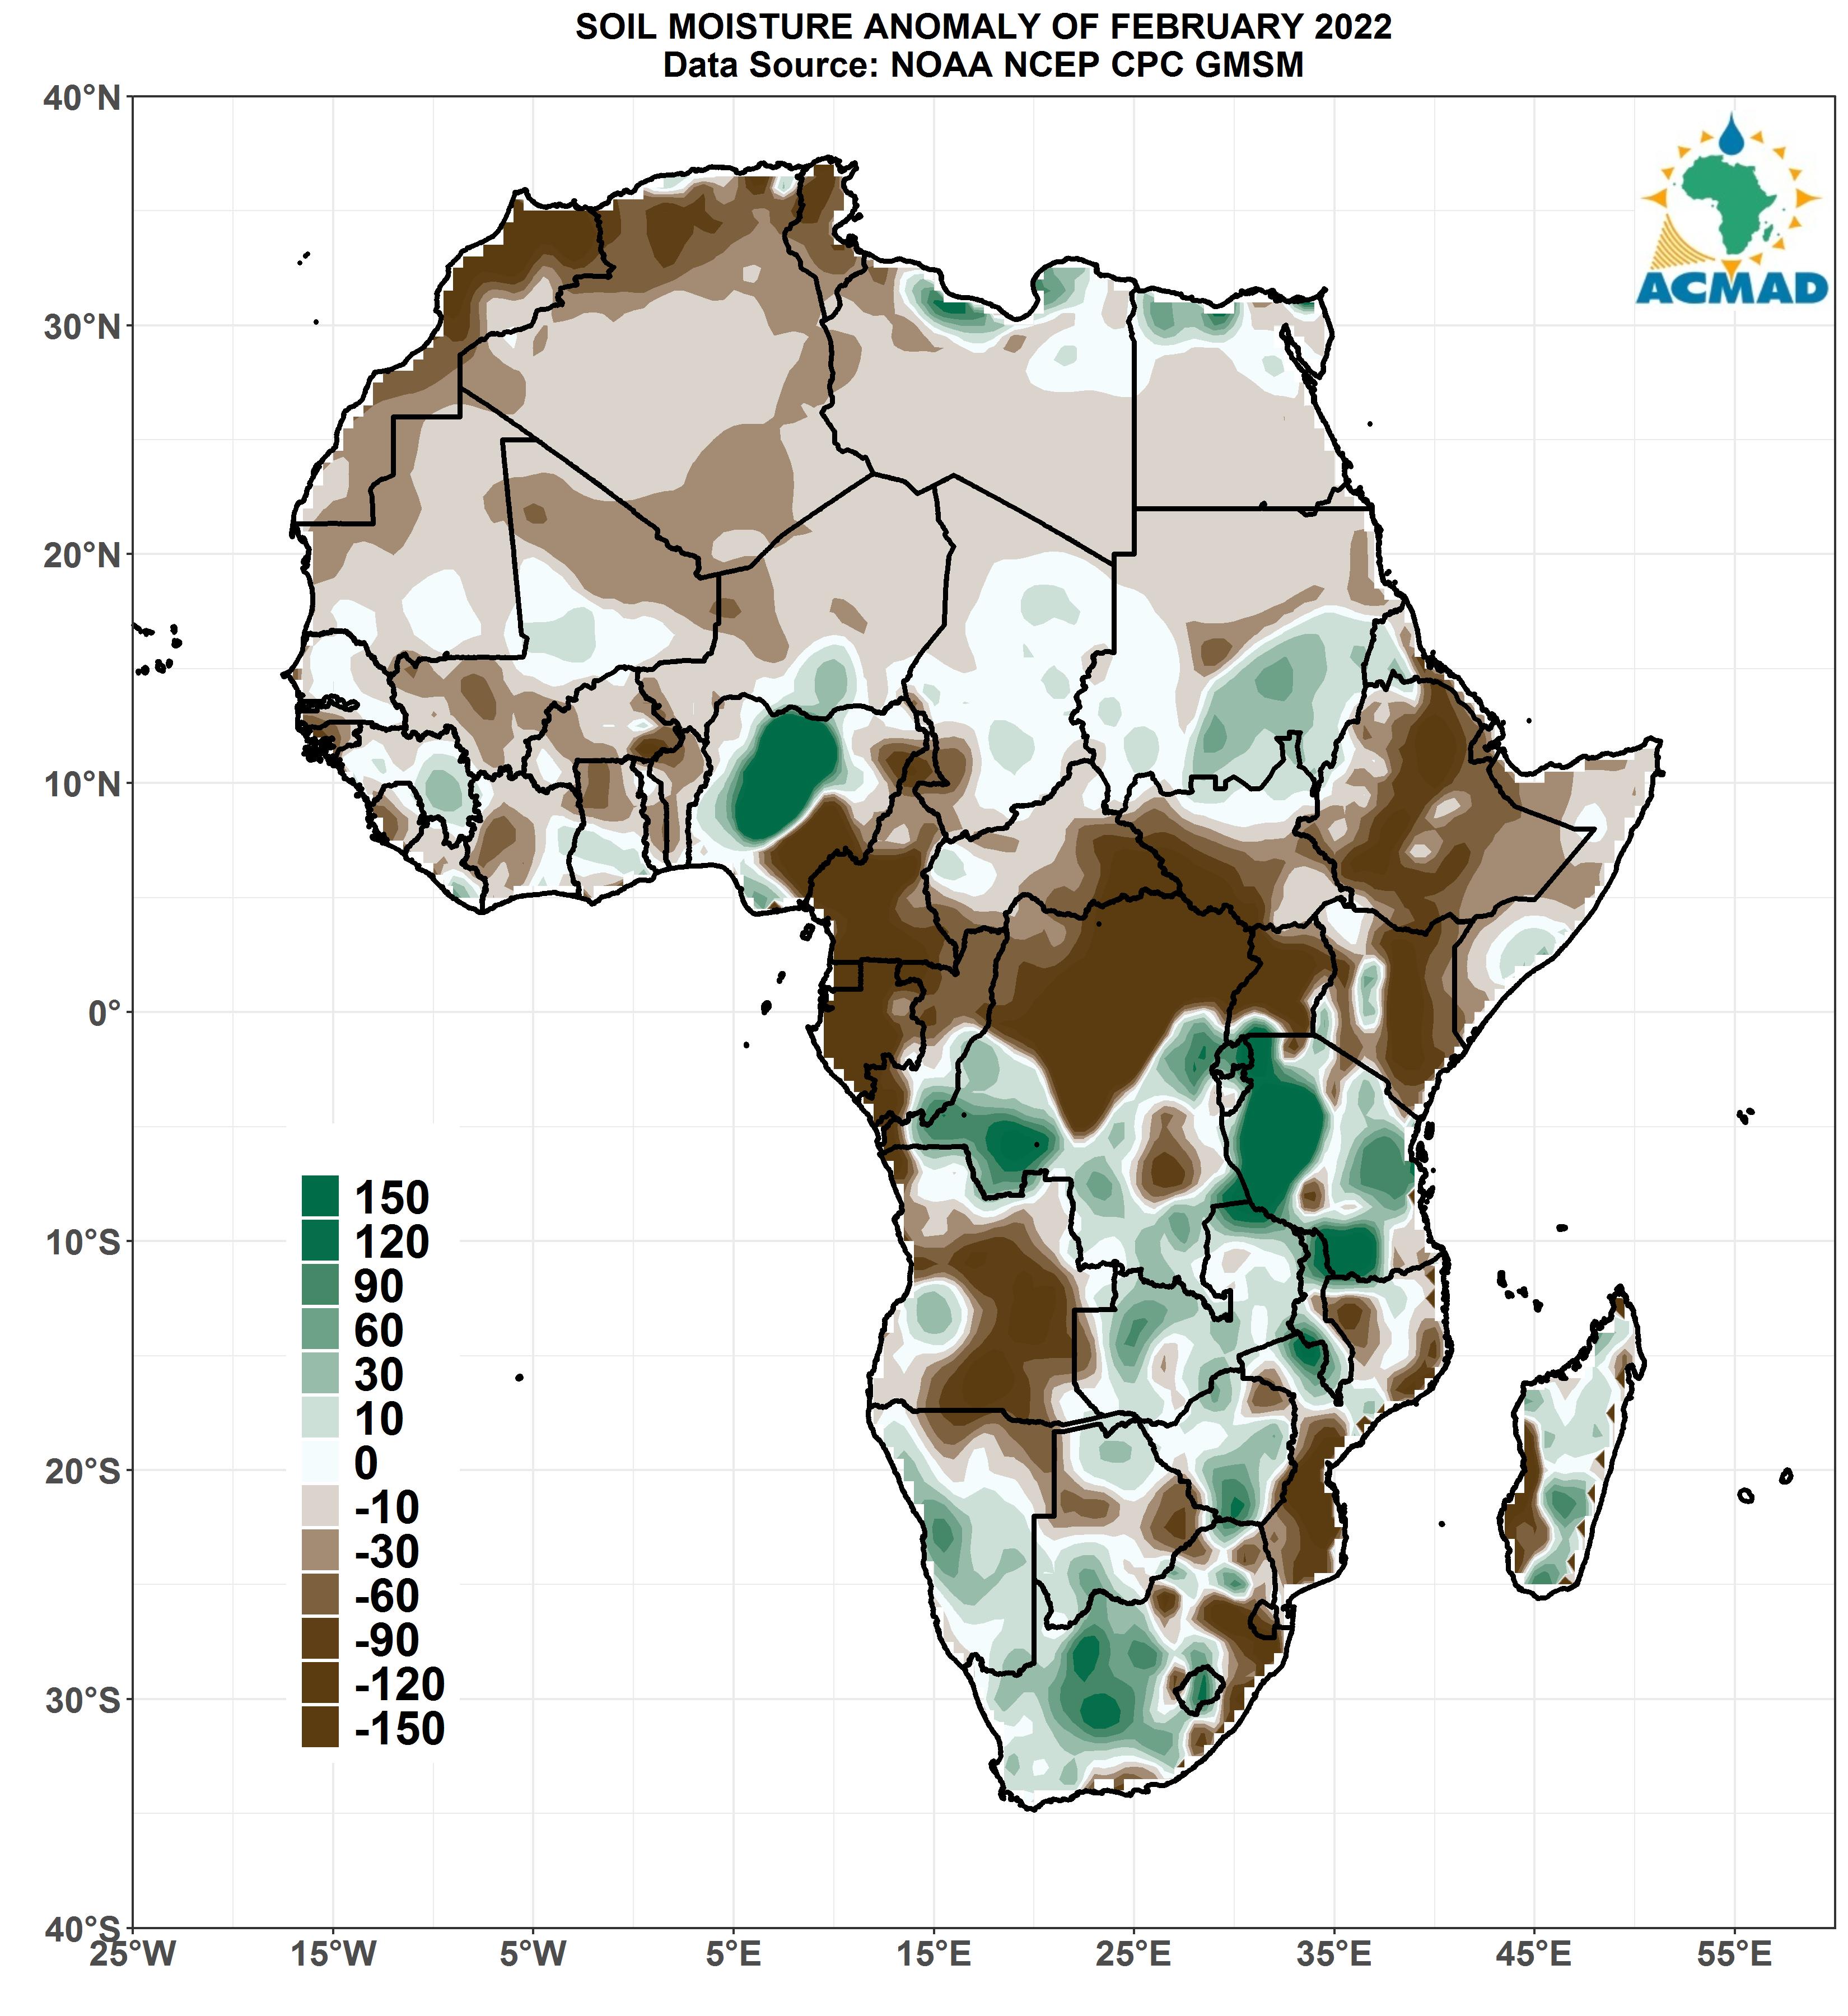 SOIL MOISTURE ANOMALY OF FEBRUARY 2022
Data Source: NOAA NCEP CPC GMSM
40°N
30°N
20°N
10°N
0°
10°S
20°S
30°S
40°S
ACMAD
150
120
90
60
30
10
0
-10
-30
-60
-90
-120
-150
25°W 15°W 5°W 5°E 15°E 25°E 35°E 45°E 55°E